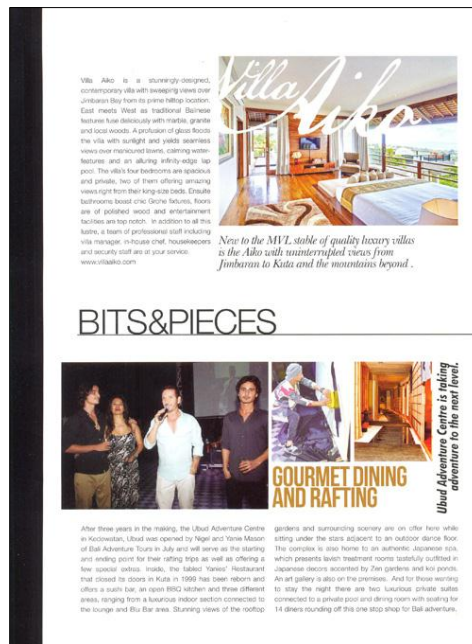 Villa Aiko is a stunningly-designed,
contemporary villa with sweeping views over
Jimbaran Bay from its prime hilltop location.
East meets West as traditional Balinese
features fuse deliciously with marble, granite
and local woods. A profusion of glass floods
the villa with sunlight and yields seamless
views over manicured lawns, calming water-
features and an alluring infinity-edge lap
pool. The villa's four bedrooms are spacious
and private, two of them offering amazing
views right from their king-size beds. Ensuite
bathrooms boast chic Grohe fixtures, floors
are of polished wood and entertainment
facilities are top notch. In addition to all this
lustre, a team of professional staff including
villa manager, in-house chef, housekeepers
and security staff are at your service.
www.villaaiko.com
Villa
Aiko
New to the MVL stable of quality luxury villas
is the Aiko with uninterrupted views from
Jimbaran to Kuta and the mountains beyond .
BITS&PIECES
Ubud Adventure Centre is taking
adventure to the next level.
GOURMET DINING
AND RAFTING
After three years in the making, the Ubud Adventure Centre
in Kedewatan, Ubud was opened by Nigel and Yanie Mason
of Bali Adventure Tours in July and will serve as the starting
and ending point for their rafting trips as well as offering a
few special extras. Inside, the fabled Yanies' Restaurant
that closed its doors in Kuta in 1999 has been reborn and
offers a sushi bar, an open BBQ kitchen and three different
areas, ranging from a luxurious indoor section connected to
the lounge and Blu Bar area. Stunning views of the rooftop
gardens and surrounding scenery are on offer here while
sitting under the stars adjacent to an outdoor dance floor.
The complex is also home to an authentic Japanese spa,
which presents lavish treatment rooms tastefully outfitted in
Japanese decors accented by Zen gardens and koi ponds.
An art gallery is also on the premises. And for those wanting
to stay the night there are two luxurious private suites
connected to a private pool and dining room with seating for
14 diners rounding off this one stop shop for Bali adventure.